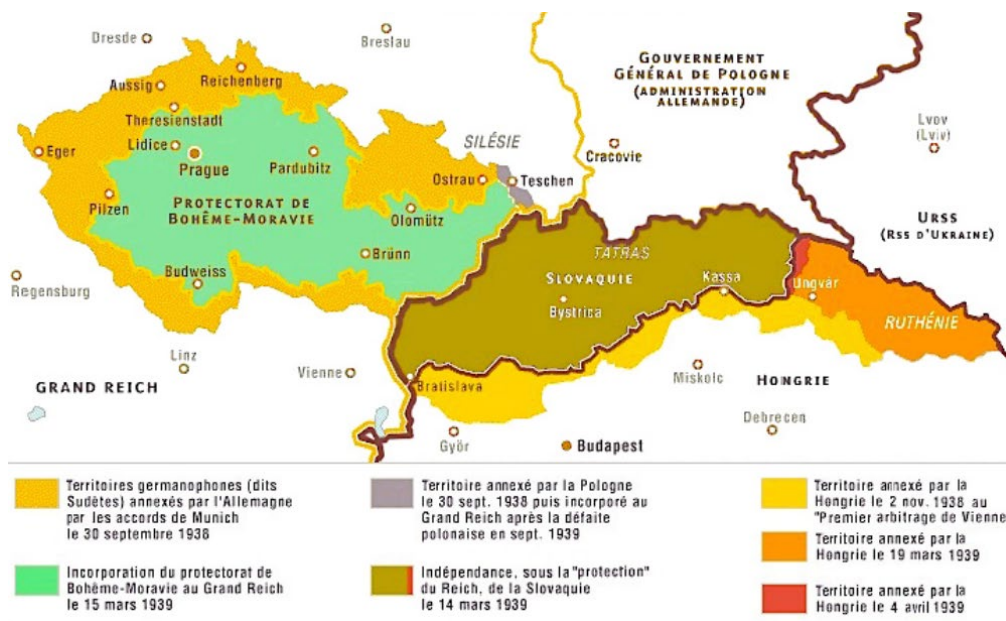 Dresde
Breslau
Reichenberg
Aussig
Theresienstadt
Lidice
Eger
Prague
Pardubitz
SILÉSIE
Ostrau
Teschen
Cracovie
GOUVERNEMENT
GÉNÉRAL DE POLOGNE
(ADMINISTRATION
ALLEMANDE)
Lvov
(Lviv)
Pilzen
PROTECTORAT DE
BOHÊME-MORAVIE
Olomütz
URSS
(RSS D'UKRAINE)
Brünn
Budweiss
Regensburg
TATRAS
SLOVAQUIE
Bystrica
Kassa
Ungvár
RUTHÉNIE
Linz
Vienne
Bratislava
Miskolc
HONGRIE
GRAND REICH
Györ
Budapest
Debrecen
Territoires germanophones (dits
Sudètes) annexés par l'Allemagne
par les accords de Munich
le 30 septembre 1938
Incorporation du protectorat de
Bohême-Moravie au Grand Reich
le 15 mars 1939
Territoire annexé par la Pologne
le 30 sept. 1938 puis incorporé au
Grand Reich après la défaite
polonaise en sept. 1939
Indépendance, sous la "protection"
du Reich, de la Slovaquie
le 14 mars 1939
Territoire annexé par la
Hongrie le 2 nov. 1938 au
"Premier arbitrage de Vienne
Territoire annexé par la
Hongrie le 19 mars 1939
Territoire annexé par la
Hongrie le 4 avril 1939